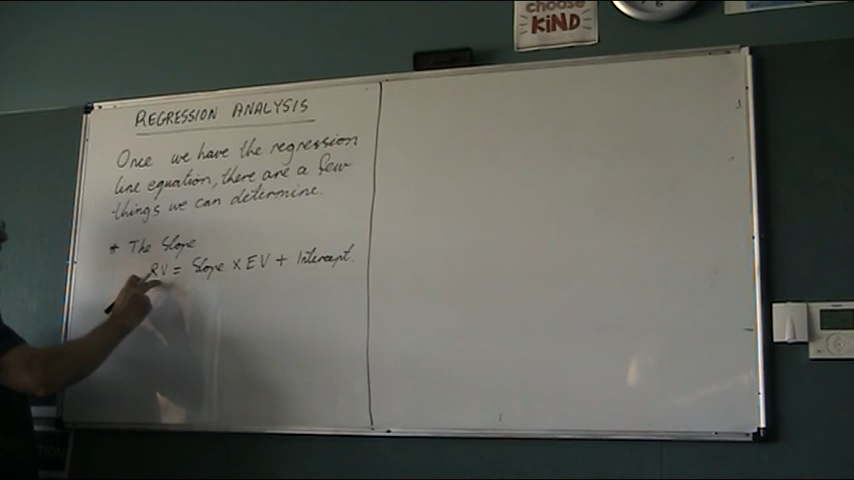 choose
KiND
REGRESSION ANALYSIS
Once we have the regression
line equation, there are a few
things we can determine.
* The Slope
RV = Slope × EV + Intercept.